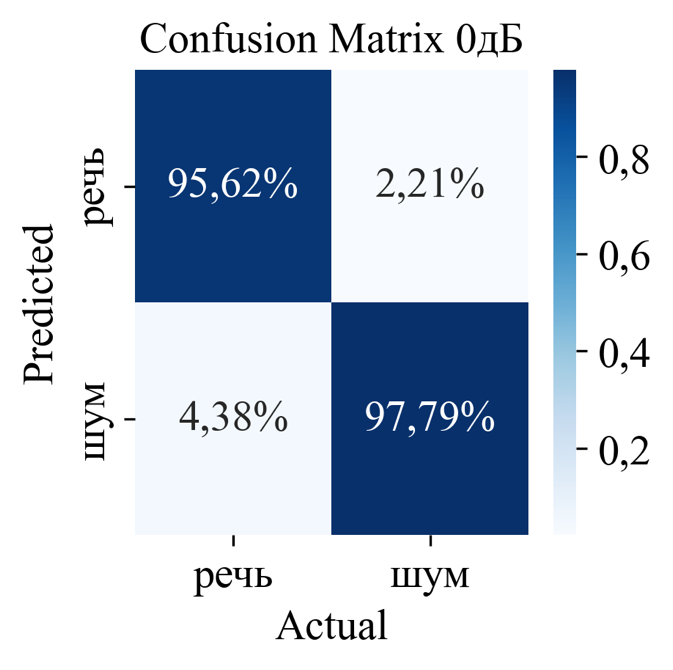 Confusion Matrix 0дБ
Predicted
речь
95,62%
2,21%
шум
4,38%
97,79%
речь
шум
Actual
0,8
0,6
0,4
0,2